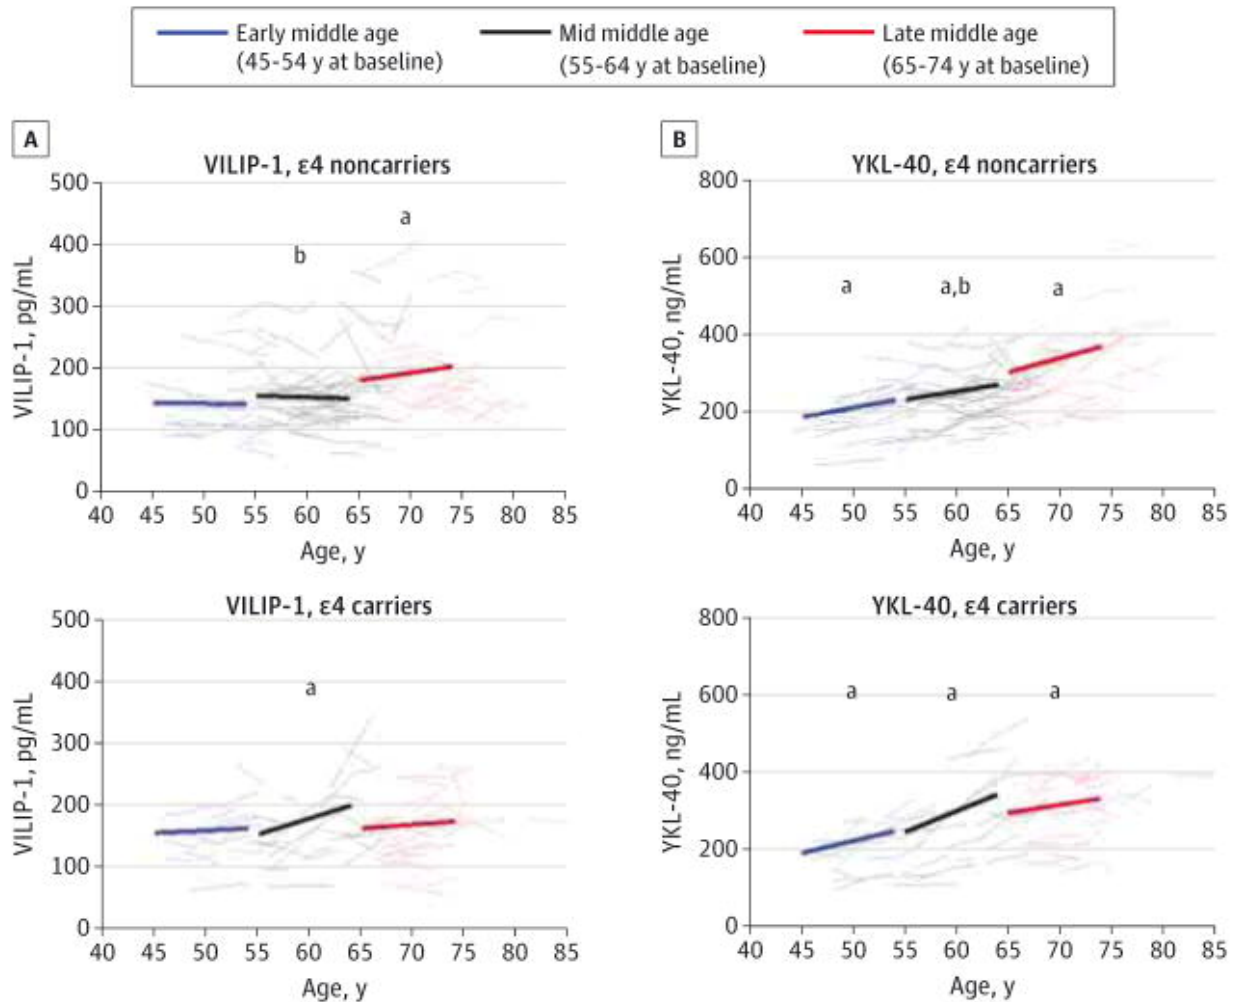 Early middle age
(45-54 y at baseline)
Mid middle age
(55-64 y at baseline)
Late middle age
(65-74 y at baseline)
A
VILIP-1, ε4 noncarriers
500
400
300
200
100
0
VILIP-1, pg/mL
b
a
40 45 50 55 60 65 70 75 80 85
Age, y
VILIP-1, ε4 carriers
500
400
300
200
100
0
VILIP-1, pg/mL
a
40 45 50 55 60 65 70 75 80 85
Age, y
B
YKL-40, ε4 noncarriers
800
600
400
200
0
YKL-40, ng/mL
a a,b a
40 45 50 55 60 65 70 75 80 85
Age, y
YKL-40, ε4 carriers
800
600
400
200
0
YKL-40, ng/mL
a a a
40 45 50 55 60 65 70 75 80 85
Age, y